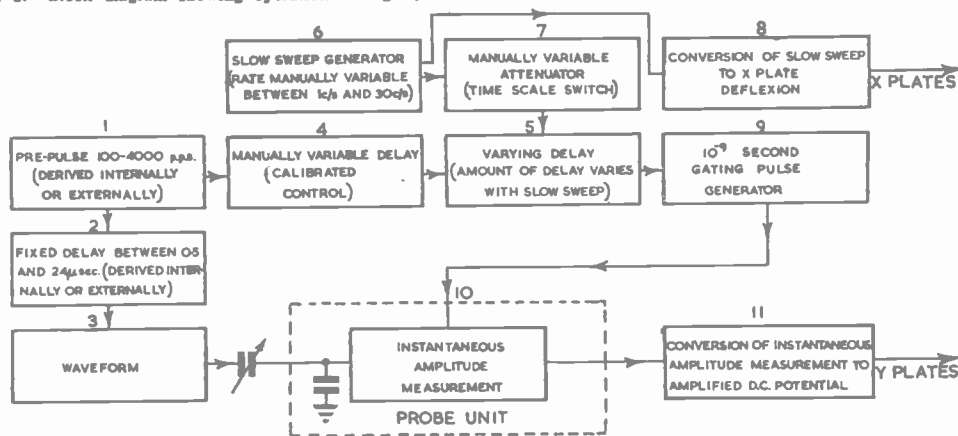 6
SLOW SWEEP GENERATOR
(RATE MANUALLY VARIABLE
BETWEEN 1c/s AND 30c/s)
7
MANUALLY VARIABLE
ATTENUATOR
(TIME SCALE SWITCH)
8
CONVERSION OF SLOW SWEEP
TO X PLATE
DEFLEXION
X PLATES
1
PRE-PULSE 100-4000 p.p.s.
(DERIVED INTERNALLY
OR EXTERNALLY)
4
MANUALLY VARIABLE DELAY
(CALIBRATED
CONTROL)
5
VARYING DELAY
(AMOUNT OF DELAY VARIES
WITH SLOW SWEEP)
9
10⁻⁹ SECOND
GATING PULSE
GENERATOR
2
FIXED DELAY BETWEEN 0·5
AND 24μsec. (DERIVED INTER-
NALLY OR EXTERNALLY)
3
WAVEFORM
10
INSTANTANEOUS
AMPLITUDE
MEASUREMENT
PROBE UNIT
11
CONVERSION OF INSTANTANEOUS
AMPLITUDE MEASUREMENT TO
AMPLIFIED D.C. POTENTIAL
Y PLATES